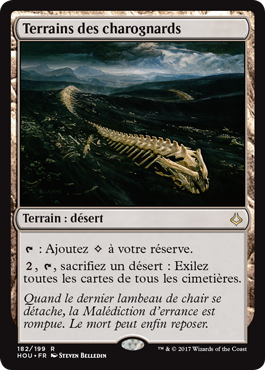 Terrains des charognards
Terrain : désert
: Ajoutez à votre réserve.
2, , sacrifiez un désert : Exilez
toutes les cartes de tous les cimetières.
Quand le dernier lambeau de chair se
détache, la Malédiction d'errance est
rompue. Le mort peut enfin reposer.
182/199 R
HOU • FR Steven Belledin
™ & © 2017 Wizards of the Coast